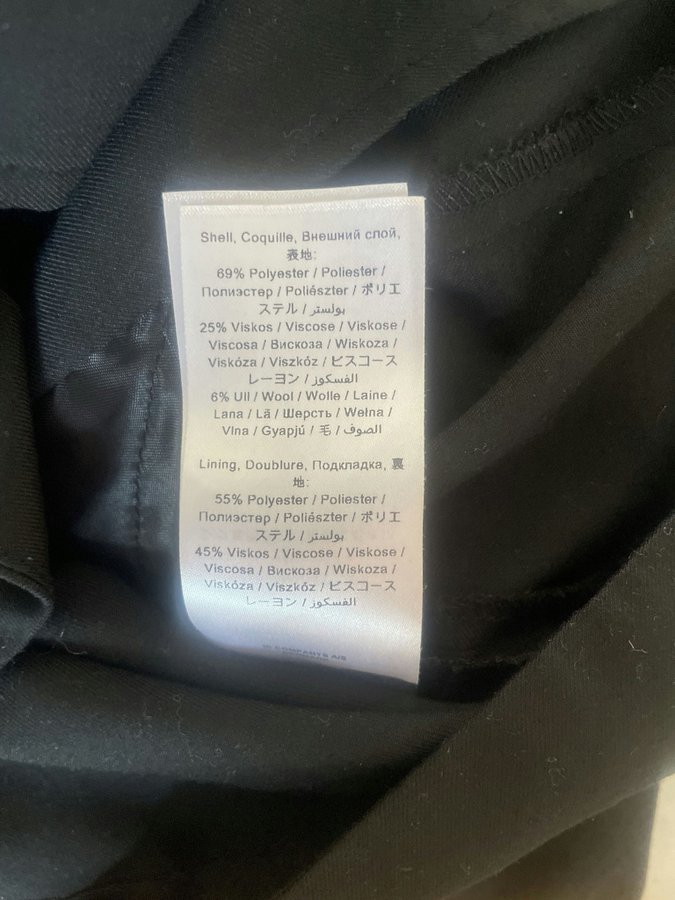 Shell, Coquille, Внешний слой,
表地:
69% Polyester / Poliester /
Полиэстер / Poliészter / ポリエ
ステル / بولستر
25% Viskos / Viscose / Viskose /
Viscosa / Вискоза / Wiskoza /
Viskóza / Viszkóz / ビスコース
レーヨン / الفسكوز
6% Ull / Wool / Wolle / Laine /
Lana / Lã / Шерсть / Wełna /
Vlna / Gyapjú / 毛 / الصوف
Lining, Doublure, Подкладка, 裏
地:
55% Polyester / Poliester /
Полиэстер / Poliészter / ポリエ
ステル / بولستر
45% Viskos / Viscose / Viskose /
Viscosa / Вискоза / Wiskoza /
Viskóza / Viszkóz / ビスコース
レーヨン / الفسكوز
COMPANYS A/S